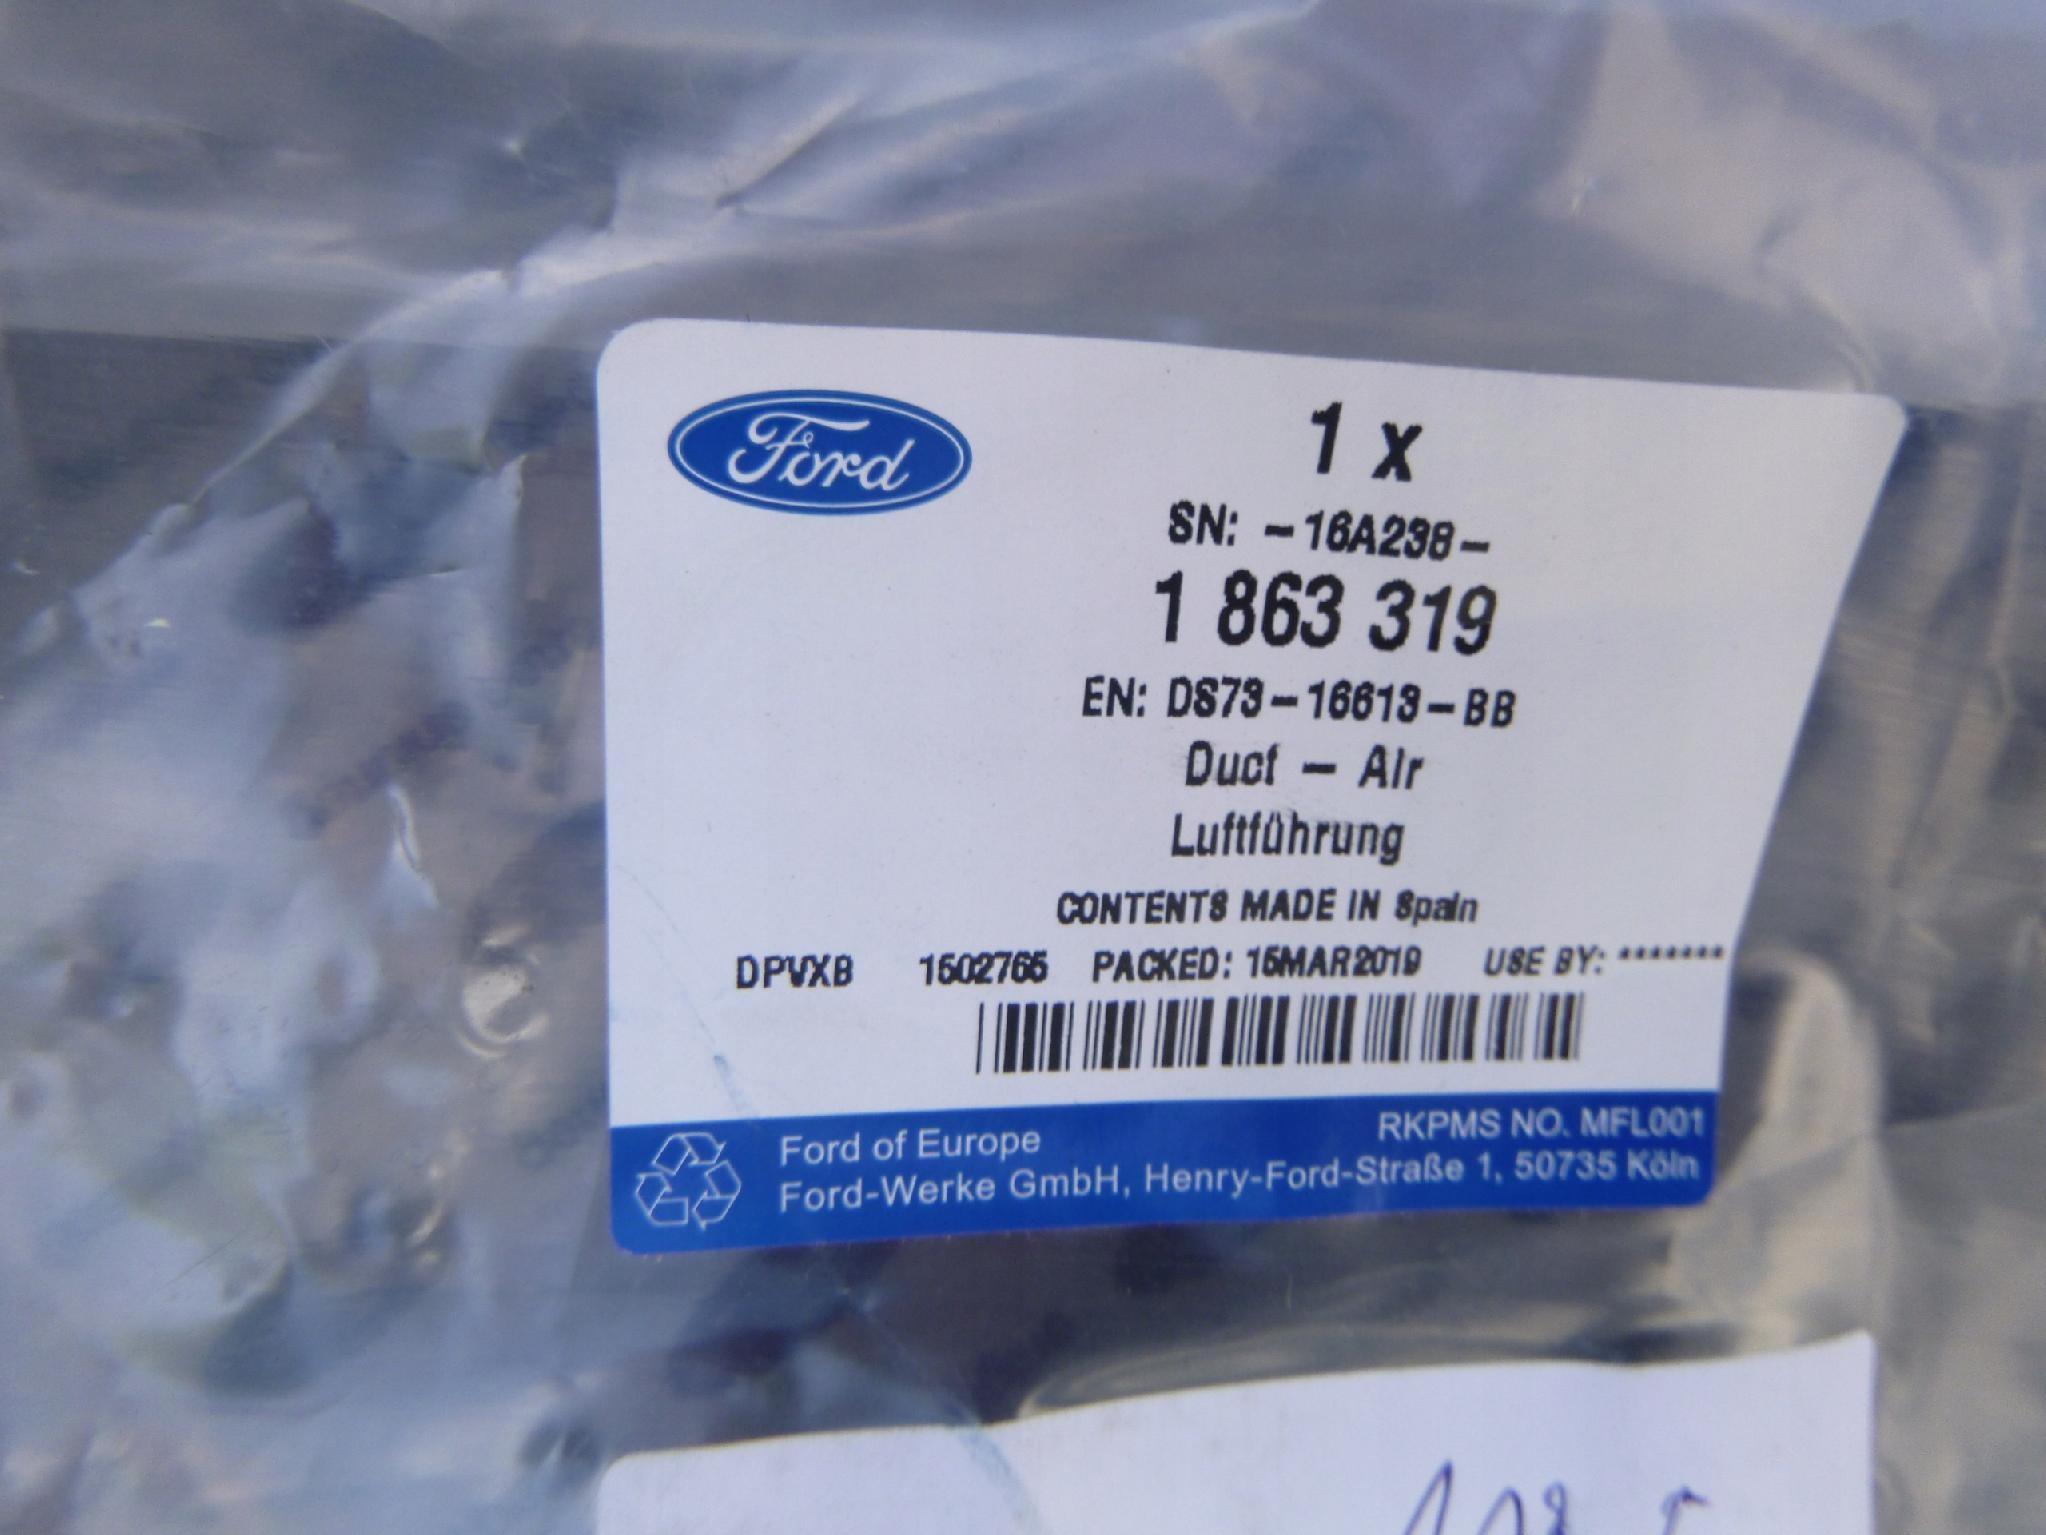 Ford
1 x
SN: -16A238-
1 863 319
EN: DS73-16613-BB
Duct - Air
Luftführung
CONTENTS MADE IN Spain
DPVXB 1502765 PACKED: 15MAR2019 USE BY: *******
Ford of Europe RKPMS NO. MFL001
Ford-Werke GmbH, Henry-Ford-Straße 1, 50735 Köln